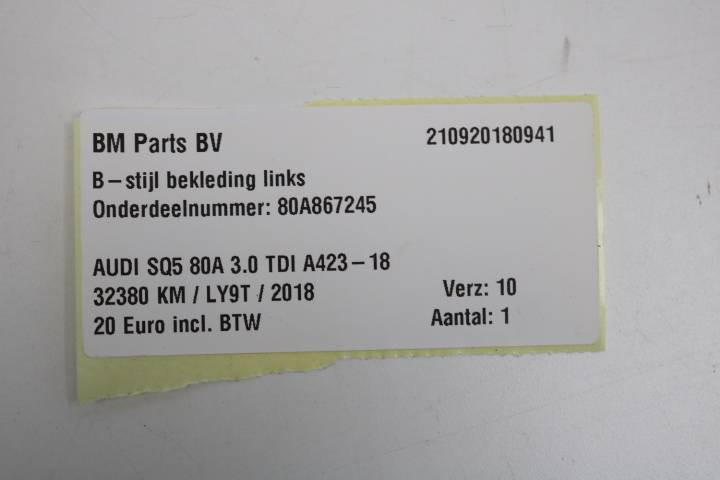 BM Parts BV 210920180941
B-stijl bekleding links
Onderdeelnummer: 80A867245
AUDI SQ5 80A 3.0 TDI A423-18
32380 KM / LY9T / 2018 Verz: 10
20 Euro incl. BTW Aantal: 1